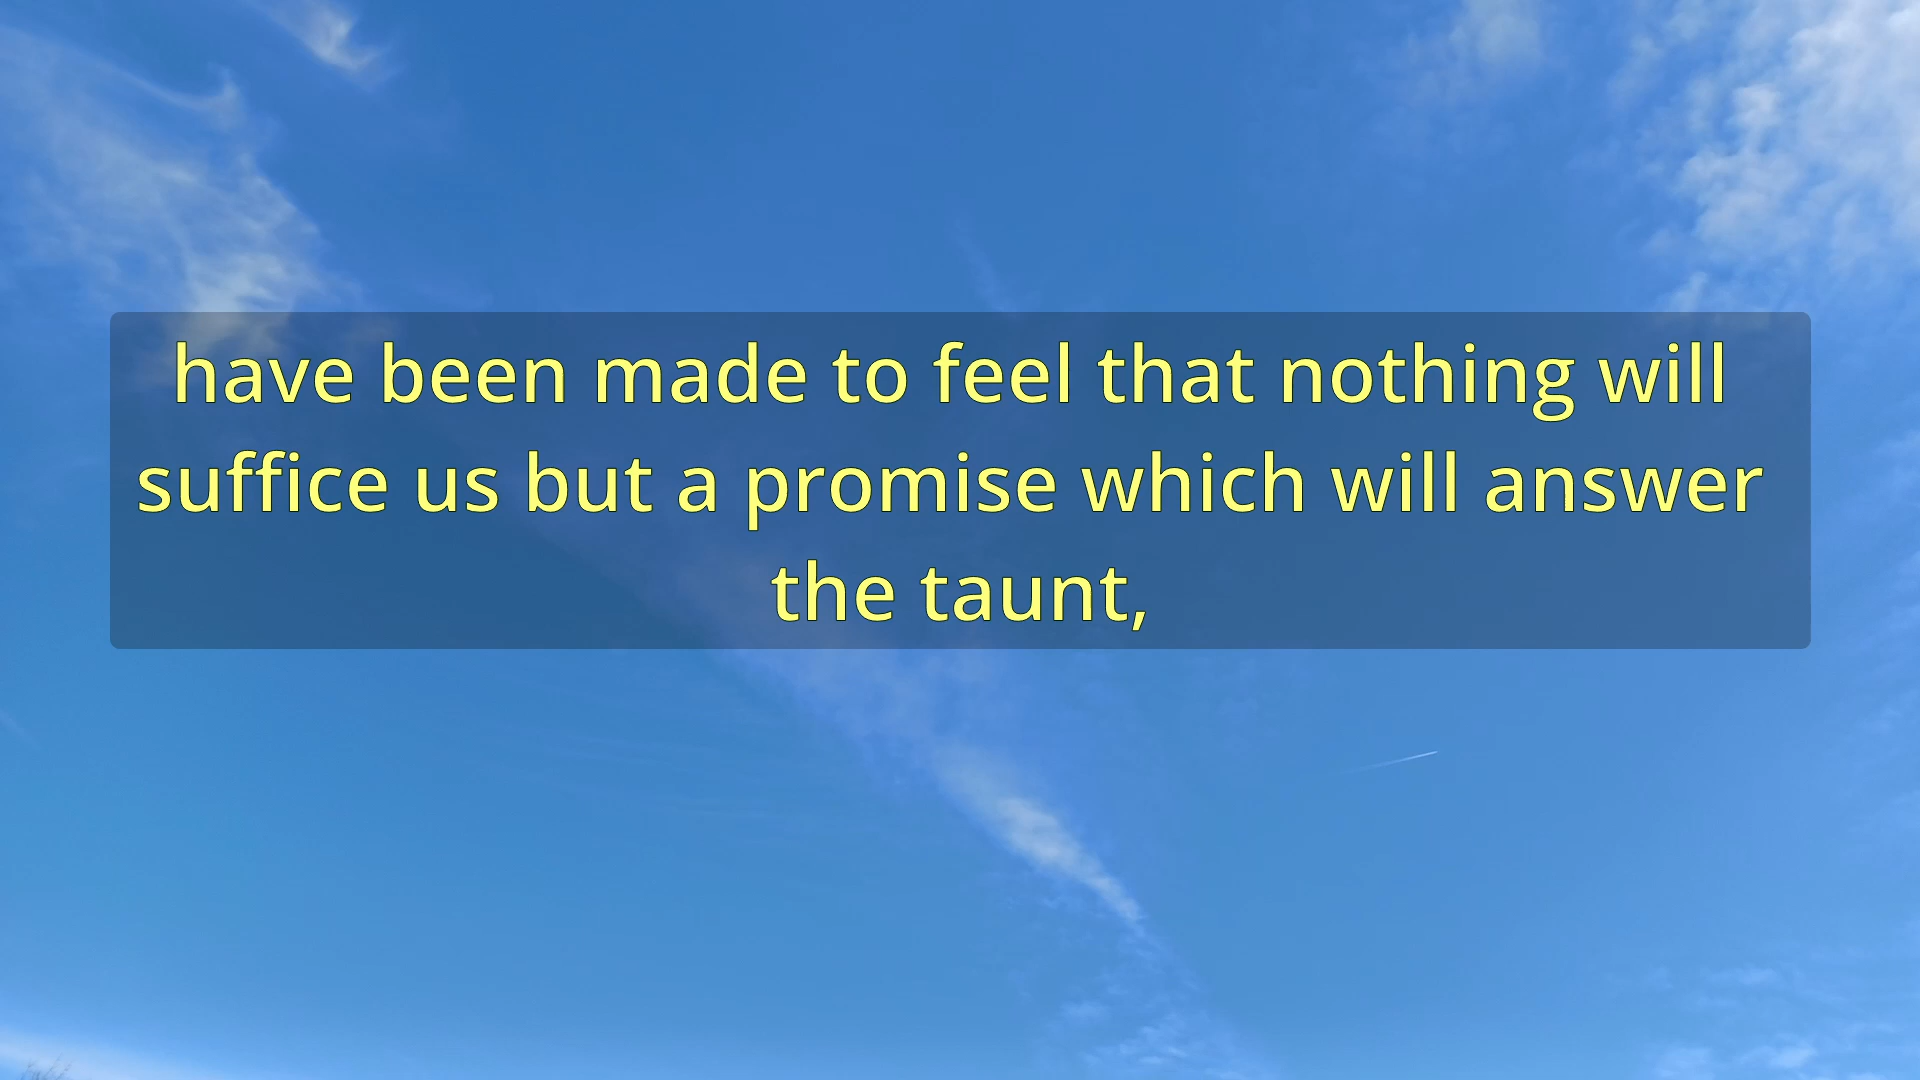 have been made to feel that nothing will
suffice us but a promise which will answer
the taunt,